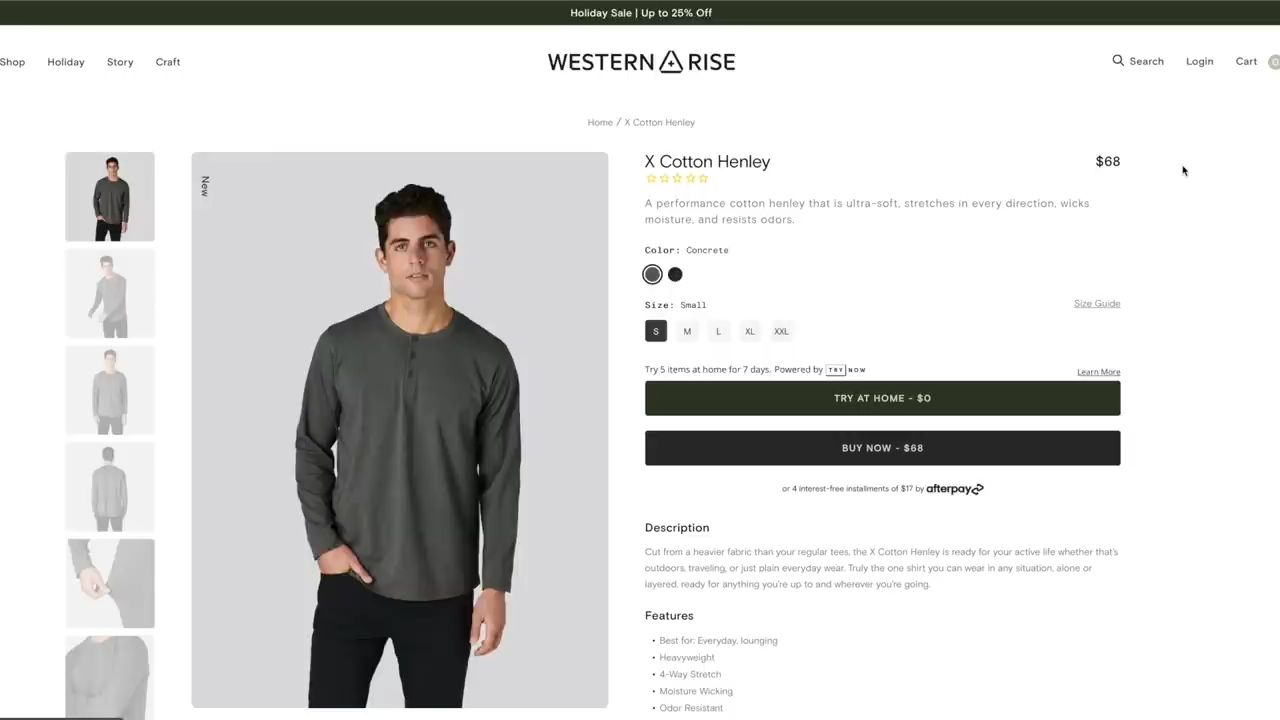 Holiday Sale | Up to 25% Off
Shop Holiday Story Craft
WESTERN RISE
Search Login Cart 0
Home / X Cotton Henley
New
X Cotton Henley $68
A performance cotton henley that is ultra-soft, stretches in every direction, wicks
moisture, and resists odors.
Color: Concrete
Size: Small Size Guide
S M L XL XXL
Try 5 items at home for 7 days. Powered by TRY NOW Learn More
TRY AT HOME - $0
BUY NOW - $68
or 4 interest-free installments of $17 by afterpay
Description
Cut from a heavier fabric than your regular tees, the X Cotton Henley is ready for your active life whether that's
outdoors, traveling, or just plain everyday wear. Truly the one shirt you can wear in any situation, alone or
layered, ready for anything you're up to and wherever you're going.
Features
• Best for: Everyday, lounging
• Heavyweight
• 4-Way Stretch
• Moisture Wicking
• Odor Resistant